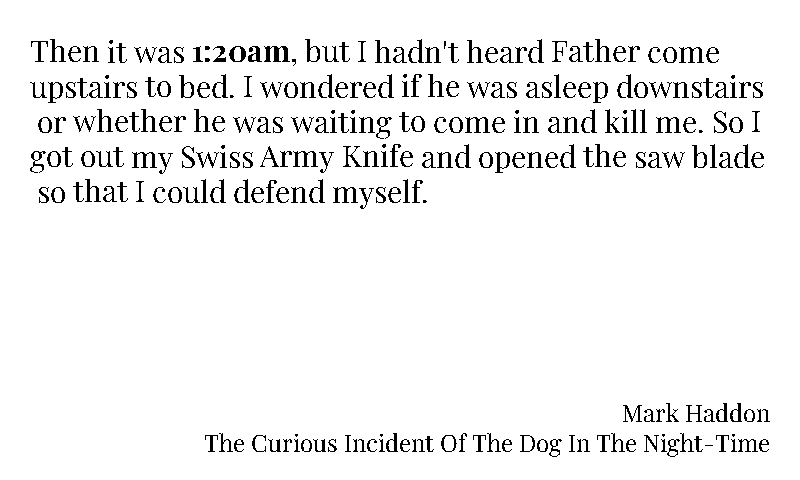 Then it was 1:20am, but I hadn't heard Father come
upstairs to bed. I wondered if he was asleep downstairs
or whether he was waiting to come in and kill me. So I
got out my Swiss Army Knife and opened the saw blade
so that I could defend myself.
Mark Haddon
The Curious Incident Of The Dog In The Night-Time